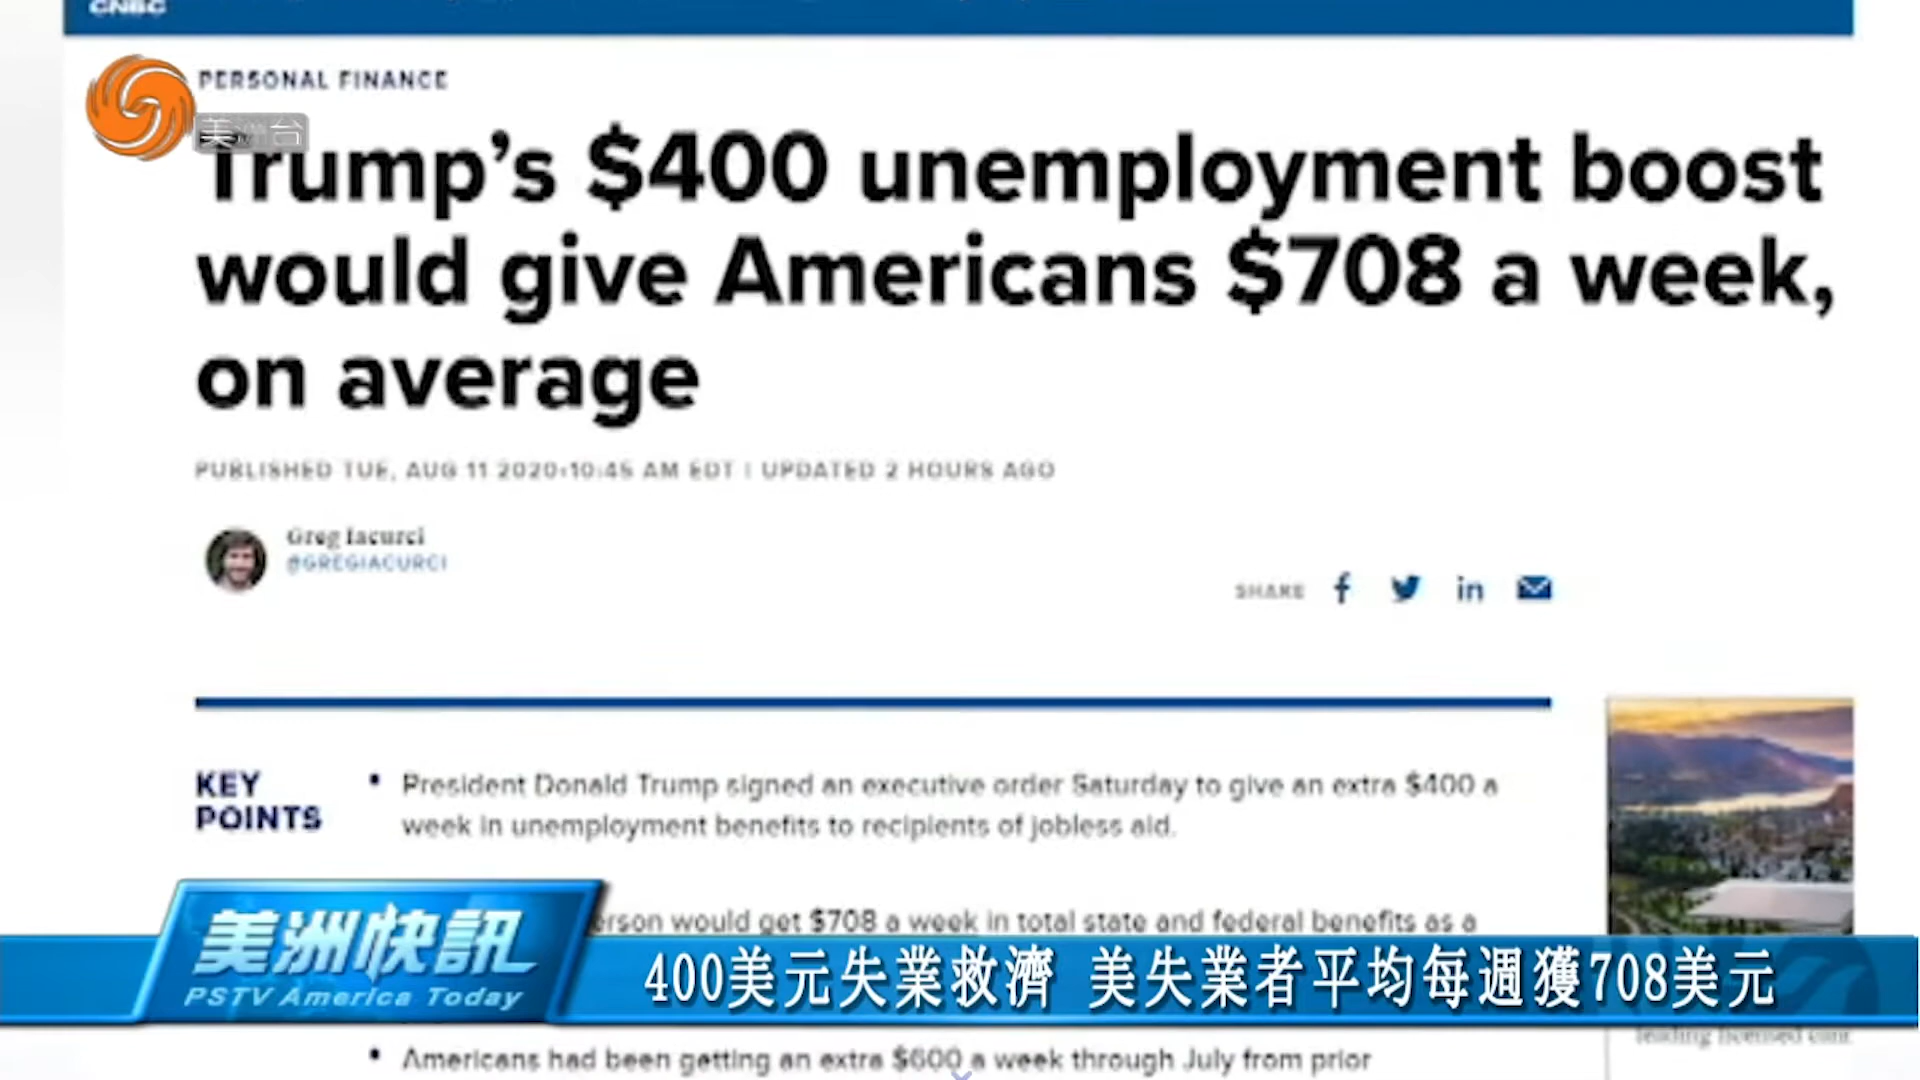 CNBC
PERSONAL FINANCE
美洲台
Trump's $400 unemployment boost
would give Americans $708 a week,
on average
PUBLISHED TUE, AUG 11 2020 10:45 AM EDT | UPDATED 2 HOURS AGO
Greg Iacurci
@GREGIACURCI
SHARE
KEY
POINTS
• President Donald Trump signed an executive order Saturday to give an extra $400 a
week in unemployment benefits to recipients of jobless aid.
would get $708 a week in total state and federal benefits as a
美洲快訊
PSTV America Today
400美元失業救濟 美失業者平均每週獲708美元
leading licensed
• Americans had been getting an extra $600 a week through July from prior